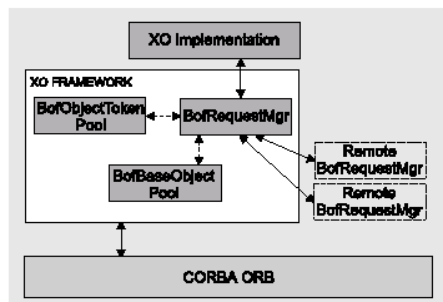 XO Implementation
XO FRAMEWORK
BofObjectToken
Pool
BofRequestMgr
BofBaseObject
Pool
Remote
BofRequestMgr
Remote
BofRequestMgr
CORBA ORB